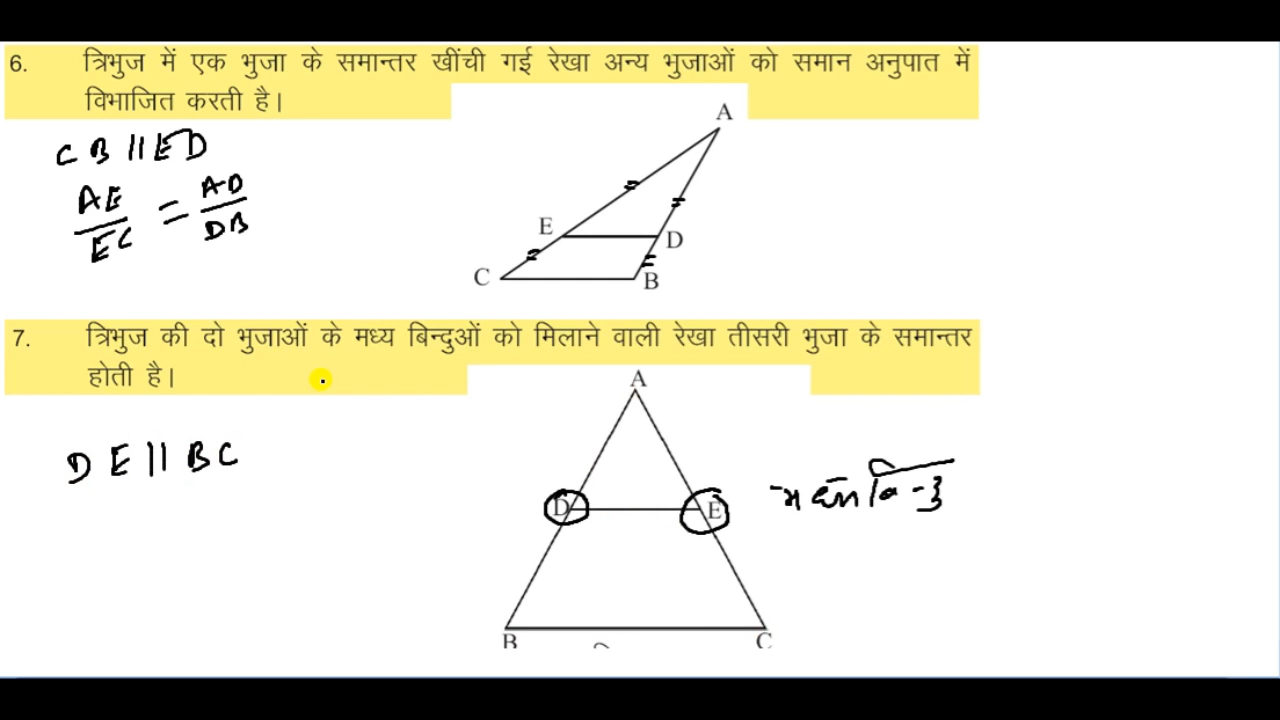 6. त्रिभुज में एक भुजा के समान्तर खींची गई रेखा अन्य भुजाओं को समान अनुपात में
विभाजित करती है।
A
CB || ED
AE/EC = AD/DB
E
D
C
B
7. त्रिभुज की दो भुजाओं के मध्य बिन्दुओं को मिलाने वाली रेखा तीसरी भुजा के समान्तर
होती है।
A
DE || BC
D
E
B
C